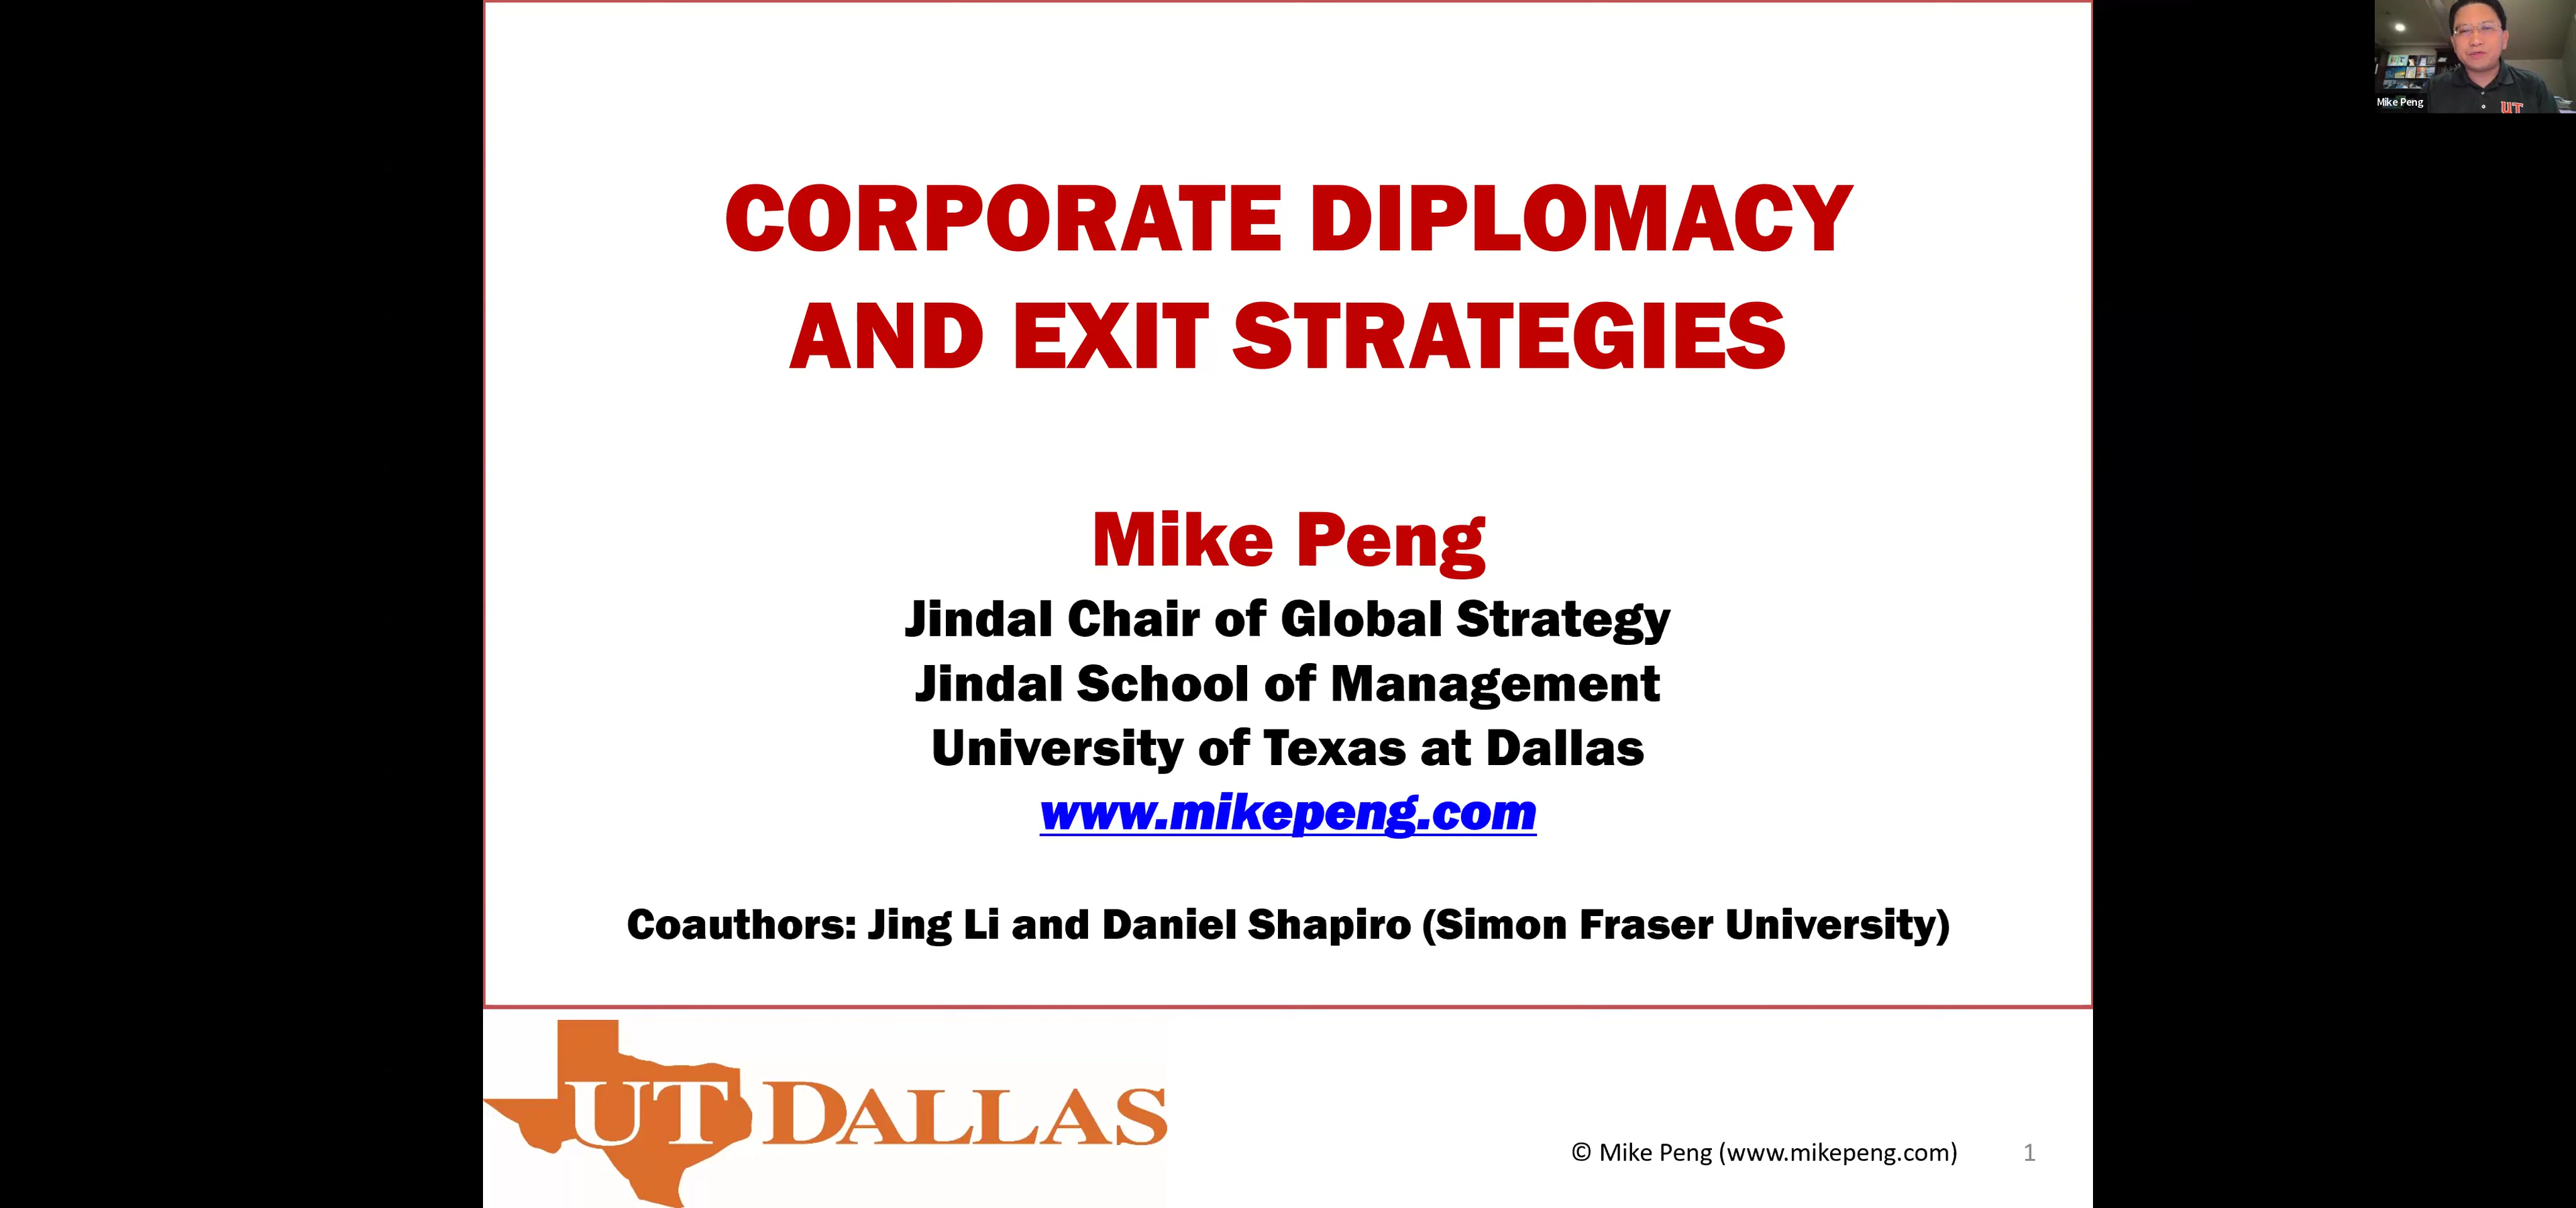 CORPORATE DIPLOMACY
AND EXIT STRATEGIES
Mike Peng
Jindal Chair of Global Strategy
Jindal School of Management
University of Texas at Dallas
www.mikepeng.com
Coauthors: Jing Li and Daniel Shapiro (Simon Fraser University)
UT DALLAS
© Mike Peng (www.mikepeng.com) 1
Mike Peng
UT